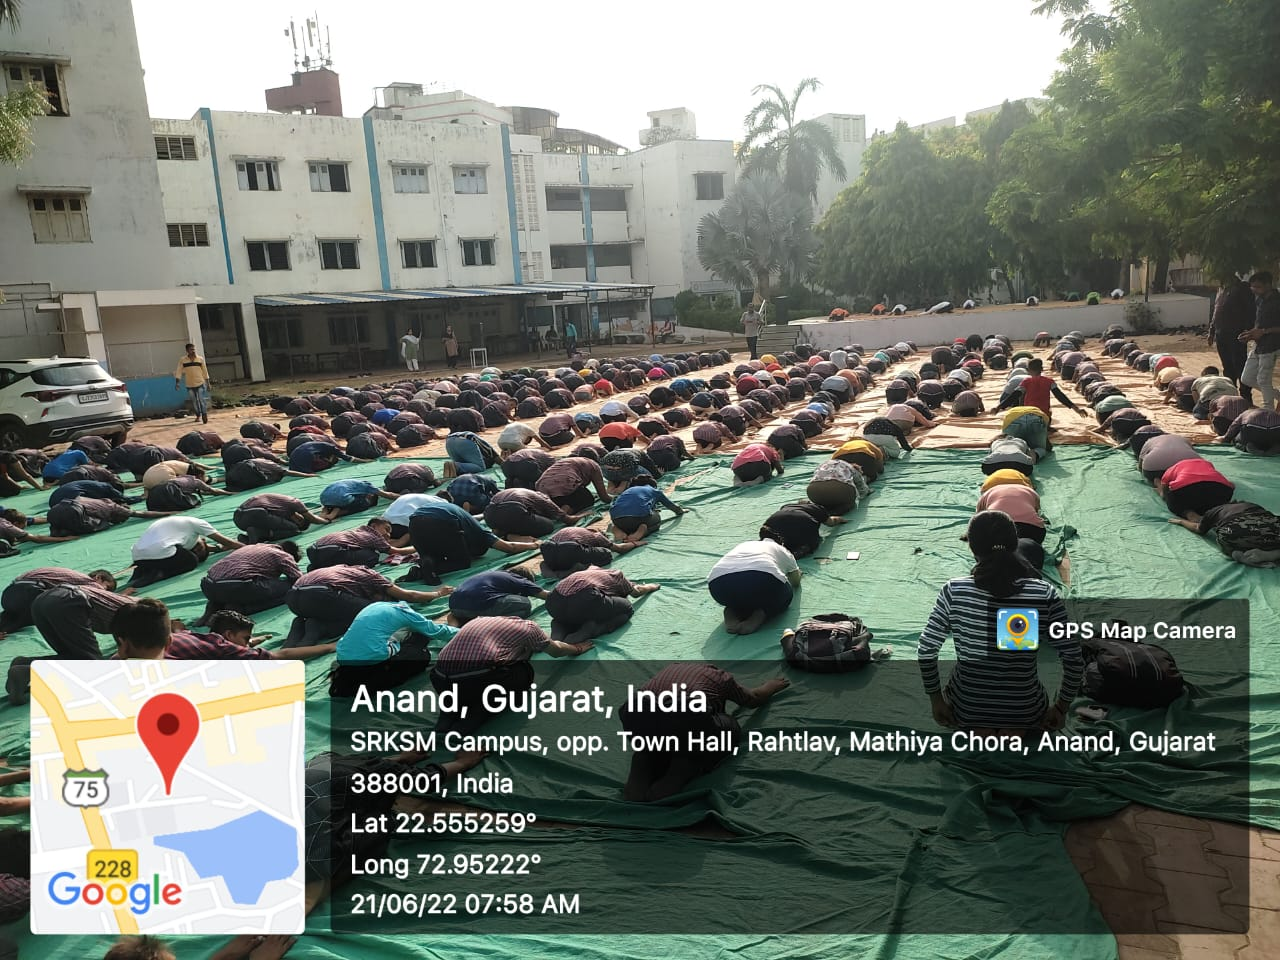 GPS Map Camera
Anand, Gujarat, India
SRKSM Campus, opp. Town Hall, Rahtlav, Mathiya Chora, Anand, Gujarat
388001, India
Lat 22.555259°
Long 72.95222°
21/06/22 07:58 AM
75
228
Google